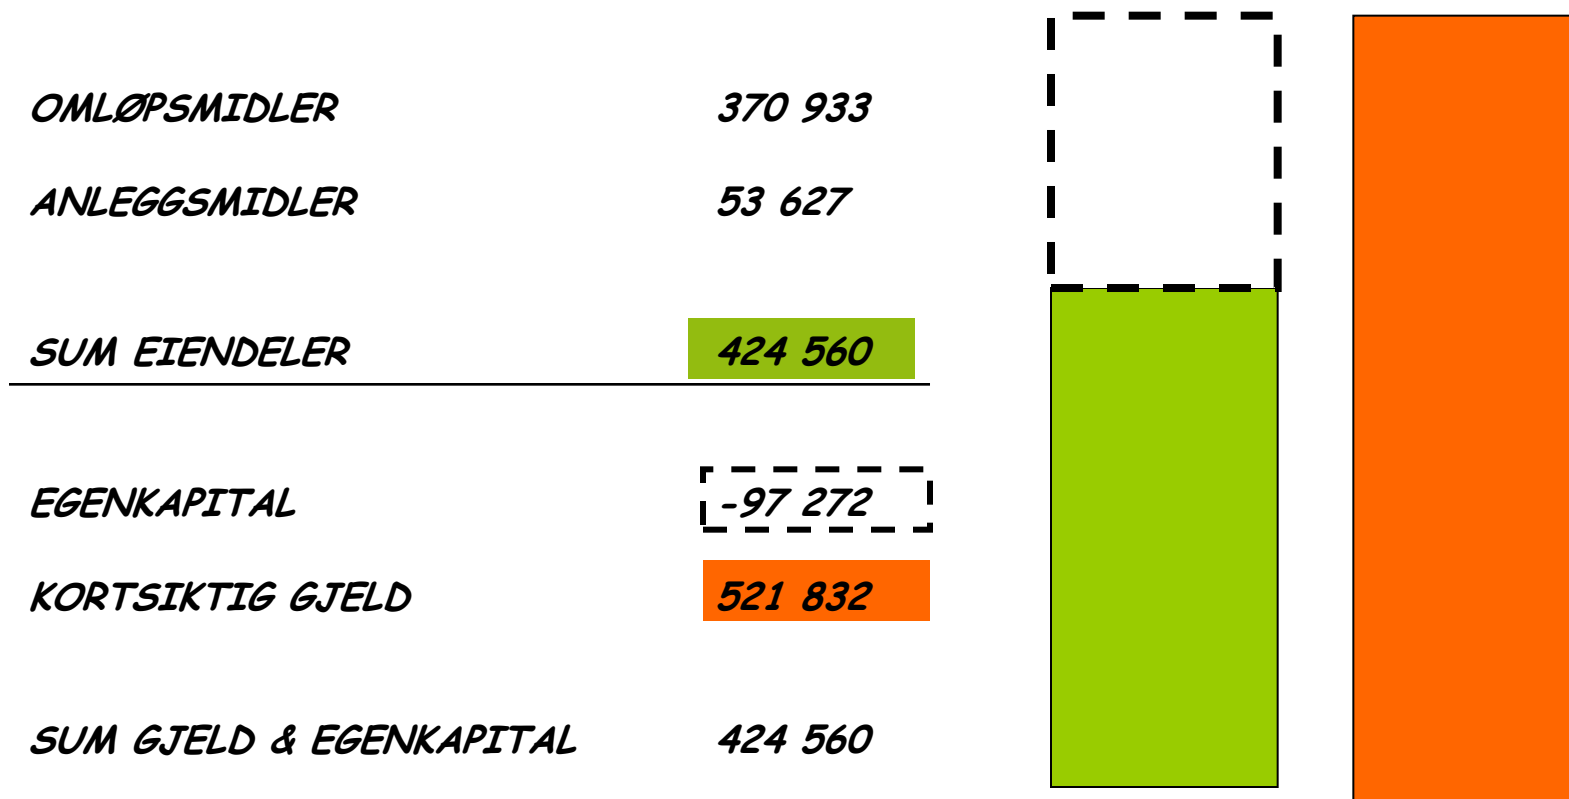 OMLØPSMIDLER 370 933
ANLEGGSMIDLER 53 627
SUM EIENDELER 424 560
EGENKAPITAL -97 272
KORTSIKTIG GJELD 521 832
SUM GJELD & EGENKAPITAL 424 560